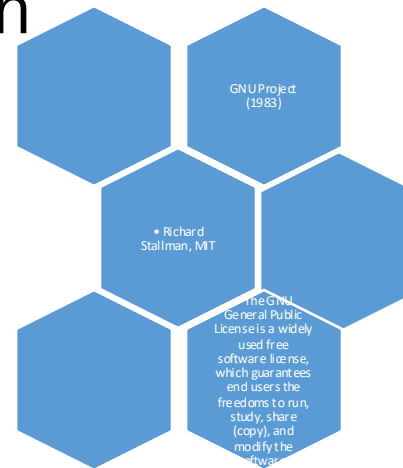 n
GNU Project
(1983)
• Richard
Stallman, MIT
The GNU
General Public
License is a widely
used free
software license,
which guarantees
end users the
freedoms to run,
study, share
(copy), and
modify the
software